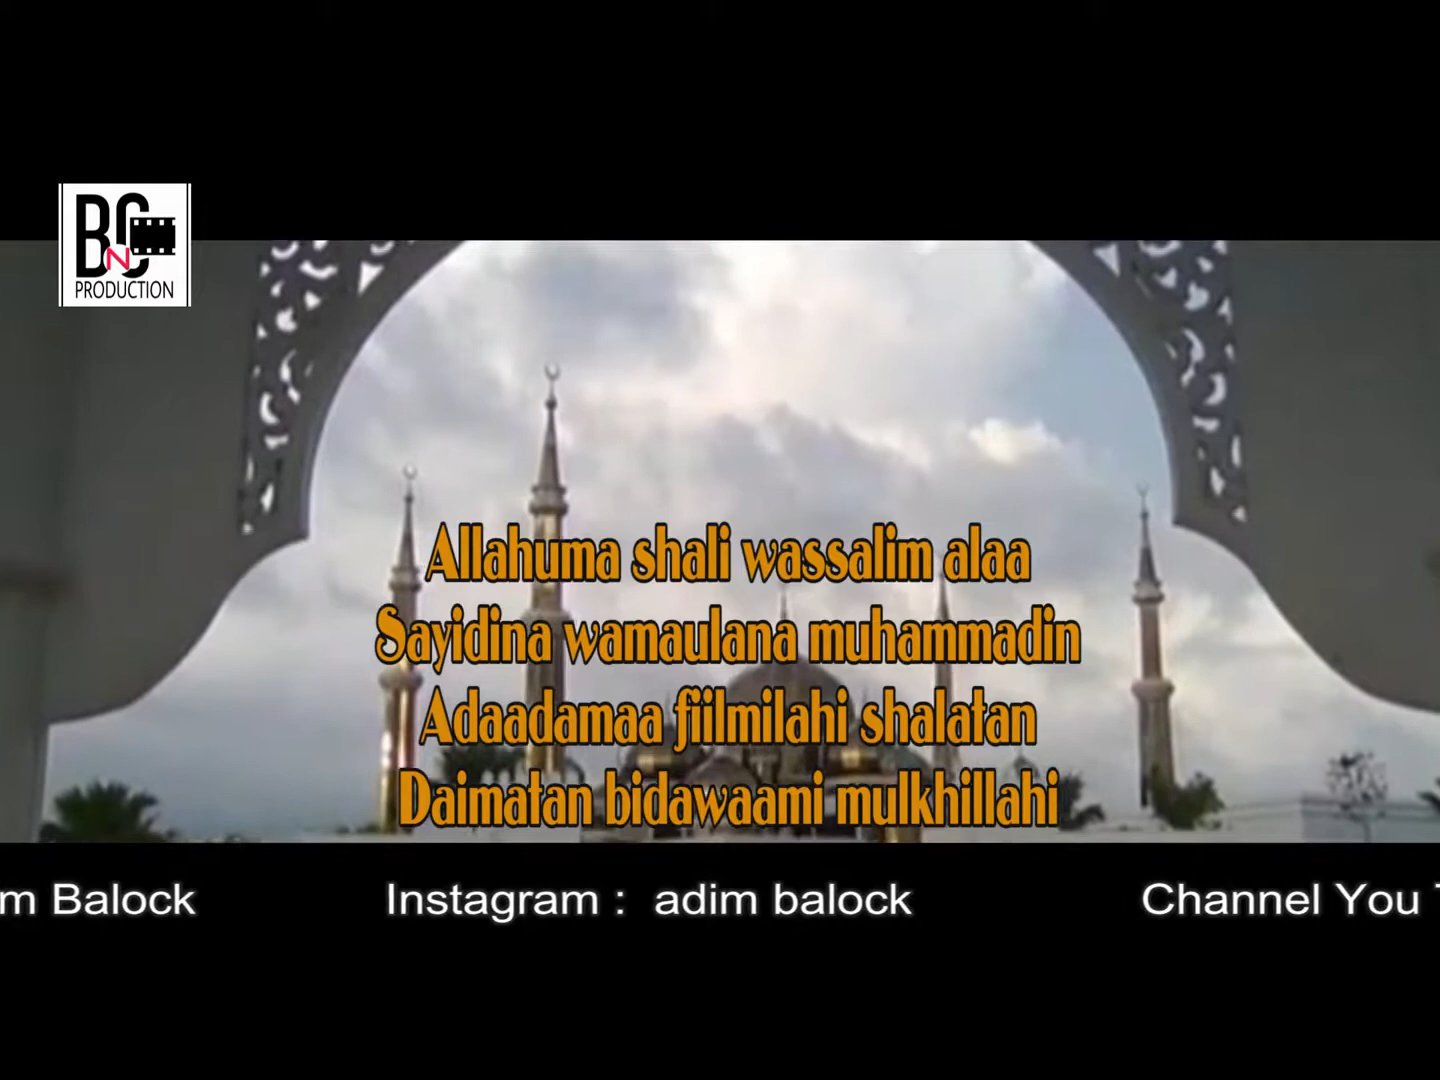 BNC
PRODUCTION
Allahuma shali wassalim alaa
Sayidina wamaulana muhammadin
Adaadamaa fiilmilahi shalatan
Daimatan bidawaami mulkhillahi
m Balock Instagram : adim balock Channel You